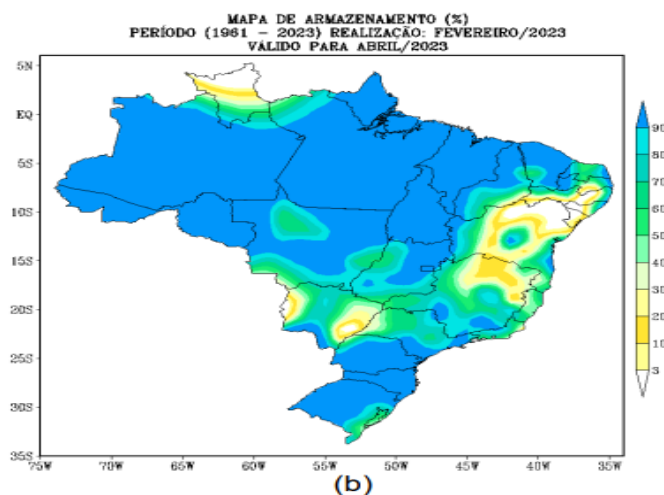 MAPA DE ARMAZENAMENTO (%)
PERÍODO (1961 - 2023) REALIZAÇÃO: FEVEREIRO/2023
VÁLIDO PARA ABRIL/2023
5N
EQ
5S
10S
15S
20S
25S
30S
35S
75W
70W
65W
60W
55W
50W
45W
40W
35W
90
80
70
60
50
40
30
20
10
3
(b)